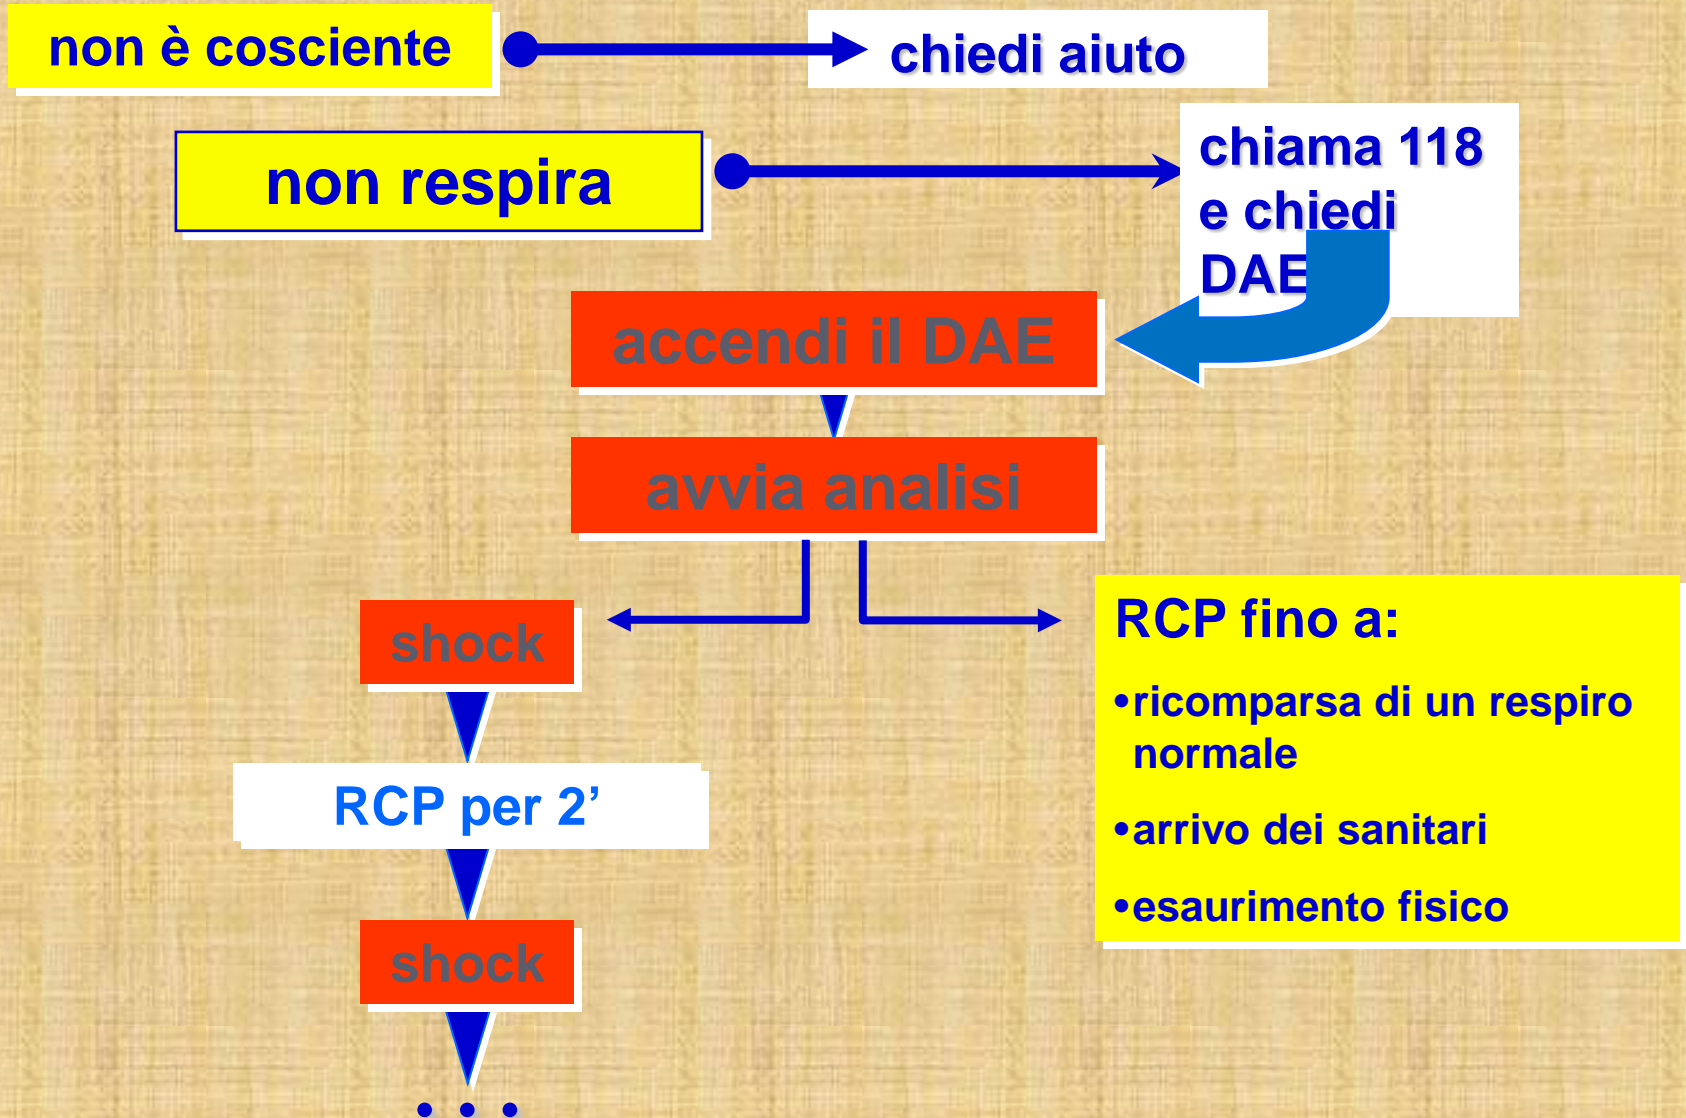 non è cosciente
chiedi aiuto
non respira
chiama 118
e chiedi
DAE
accendi il DAE
avvia analisi
shock
RCP per 2’
shock
...
RCP fino a:
•ricomparsa di un respiro
normale
•arrivo dei sanitari
•esaurimento fisico